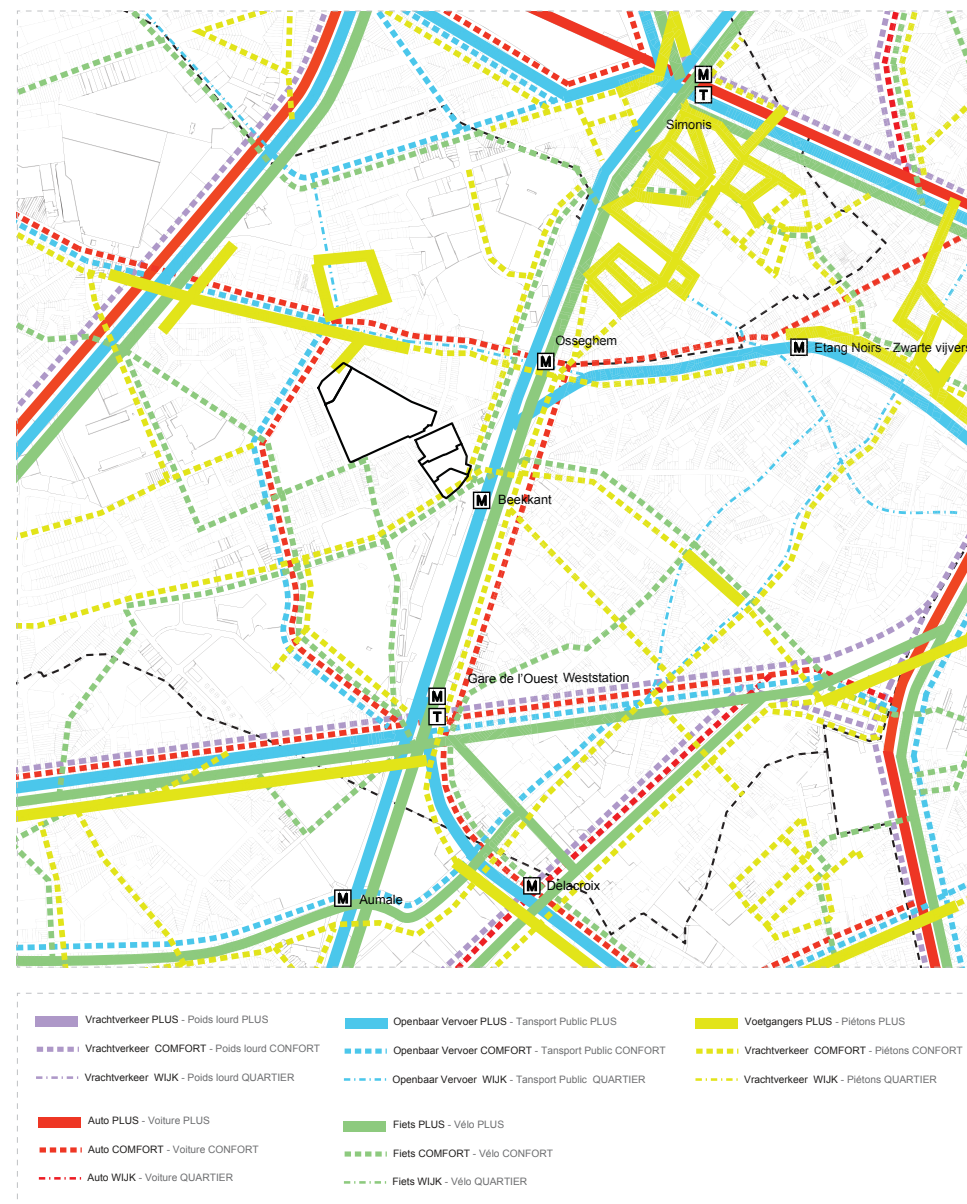 M
T
Simonis
Osseghem
M
M Etang Noirs - Zwarte vijvers
M Beekkant
Gare de l'Ouest Weststation
M
T
M Delacroix
M Aumale
Vrachtverkeer PLUS - Poids lourd PLUS
Vrachtverkeer COMFORT - Poids lourd CONFORT
Vrachtverkeer WIJK - Poids lourd QUARTIER
Openbaar Vervoer PLUS - Tansport Public PLUS
Openbaar Vervoer COMFORT - Tansport Public CONFORT
Openbaar Vervoer WIJK - Tansport Public QUARTIER
Voetgangers PLUS - Piétons PLUS
Vrachtverkeer COMFORT - Piétons CONFORT
Vrachtverkeer WIJK - Piétons QUARTIER
Auto PLUS - Voiture PLUS
Auto COMFORT - Voiture CONFORT
Auto WIJK - Voiture QUARTIER
Fiets PLUS - Vélo PLUS
Fiets COMFORT - Vélo CONFORT
Fiets WIJK - Vélo QUARTIER